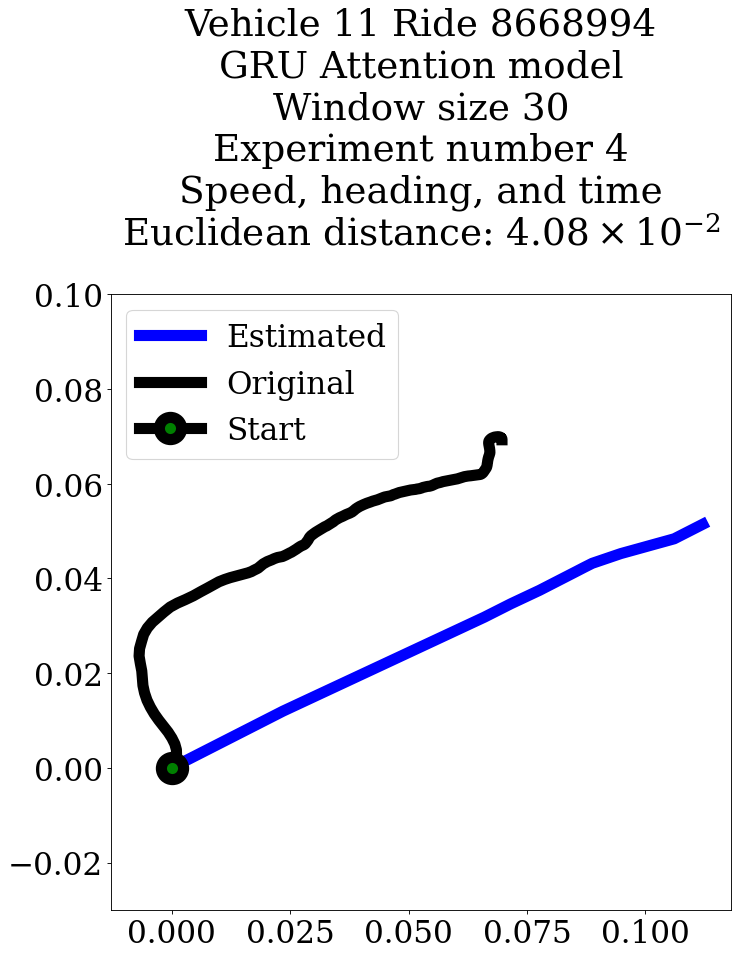 Vehicle 11 Ride 8668994
GRU Attention model
Window size 30
Experiment number 4
Speed, heading, and time
Euclidean distance: 4.08 × 10⁻²
Estimated
Original
Start
0.10
0.08
0.06
0.04
0.02
0.00
−0.02
0.000 0.025 0.050 0.075 0.100